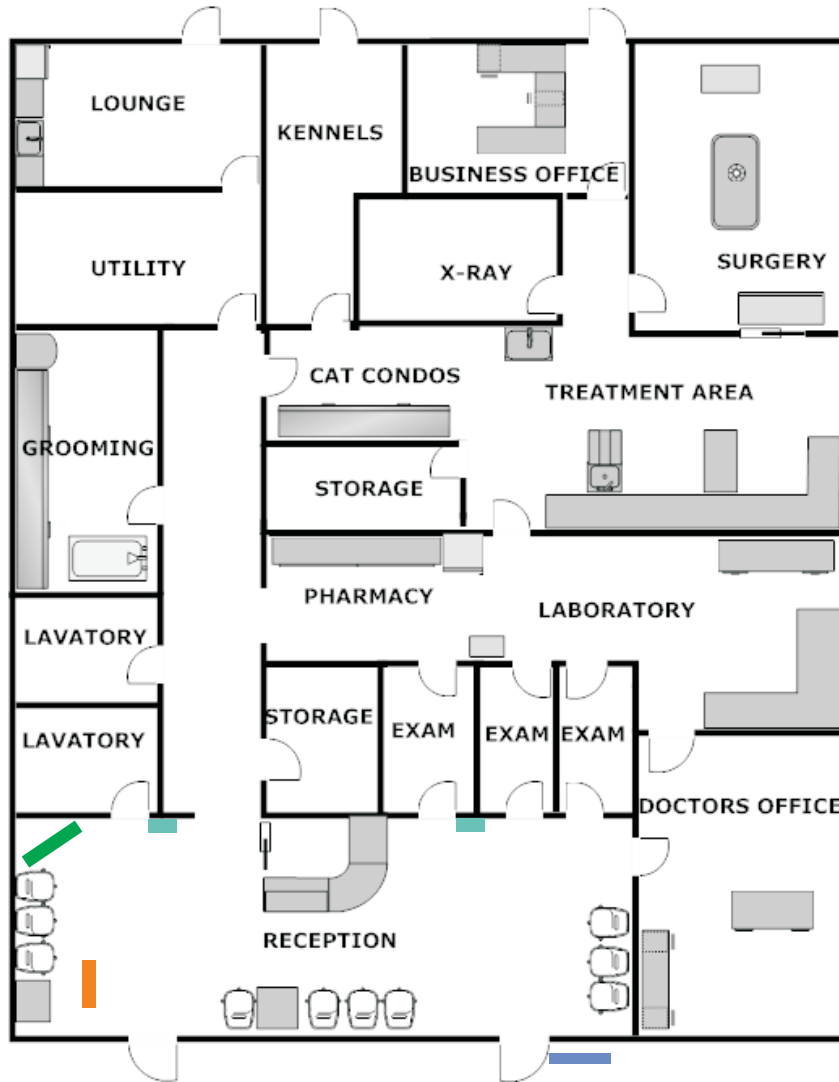 LOUNGE
KENNELS
BUSINESS OFFICE
UTILITY
X-RAY
SURGERY
CAT CONDOS
TREATMENT AREA
GROOMING
STORAGE
PHARMACY
LABORATORY
LAVATORY
STORAGE
EXAM
EXAM
EXAM
LAVATORY
DOCTORS OFFICE
RECEPTION